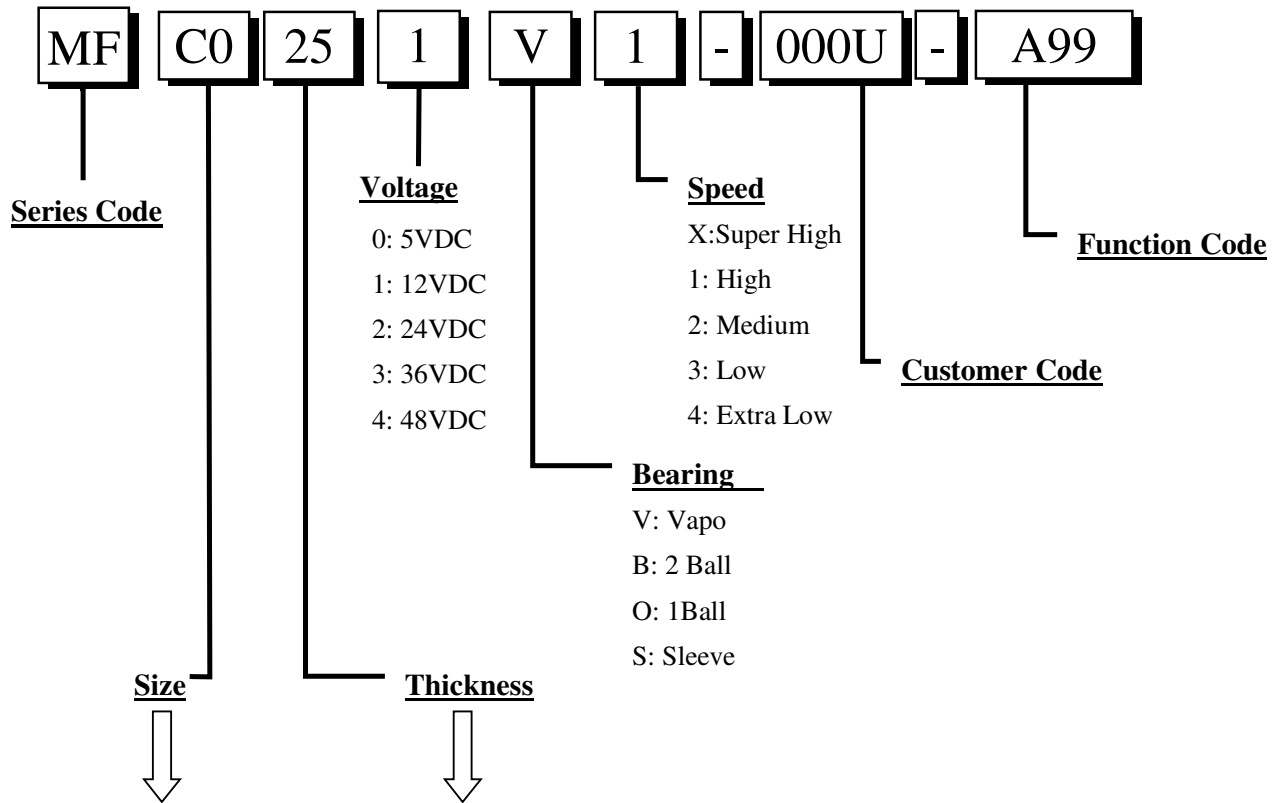 MF C0 25 1 V 1 - 000U - A99
Series Code
Voltage
0: 5VDC
1: 12VDC
2: 24VDC
3: 36VDC
4: 48VDC
Speed
X:Super High
1: High
2: Medium
3: Low
4: Extra Low
Function Code
Customer Code
Bearing
V: Vapo
B: 2 Ball
O: 1Ball
S: Sleeve
Size
Thickness